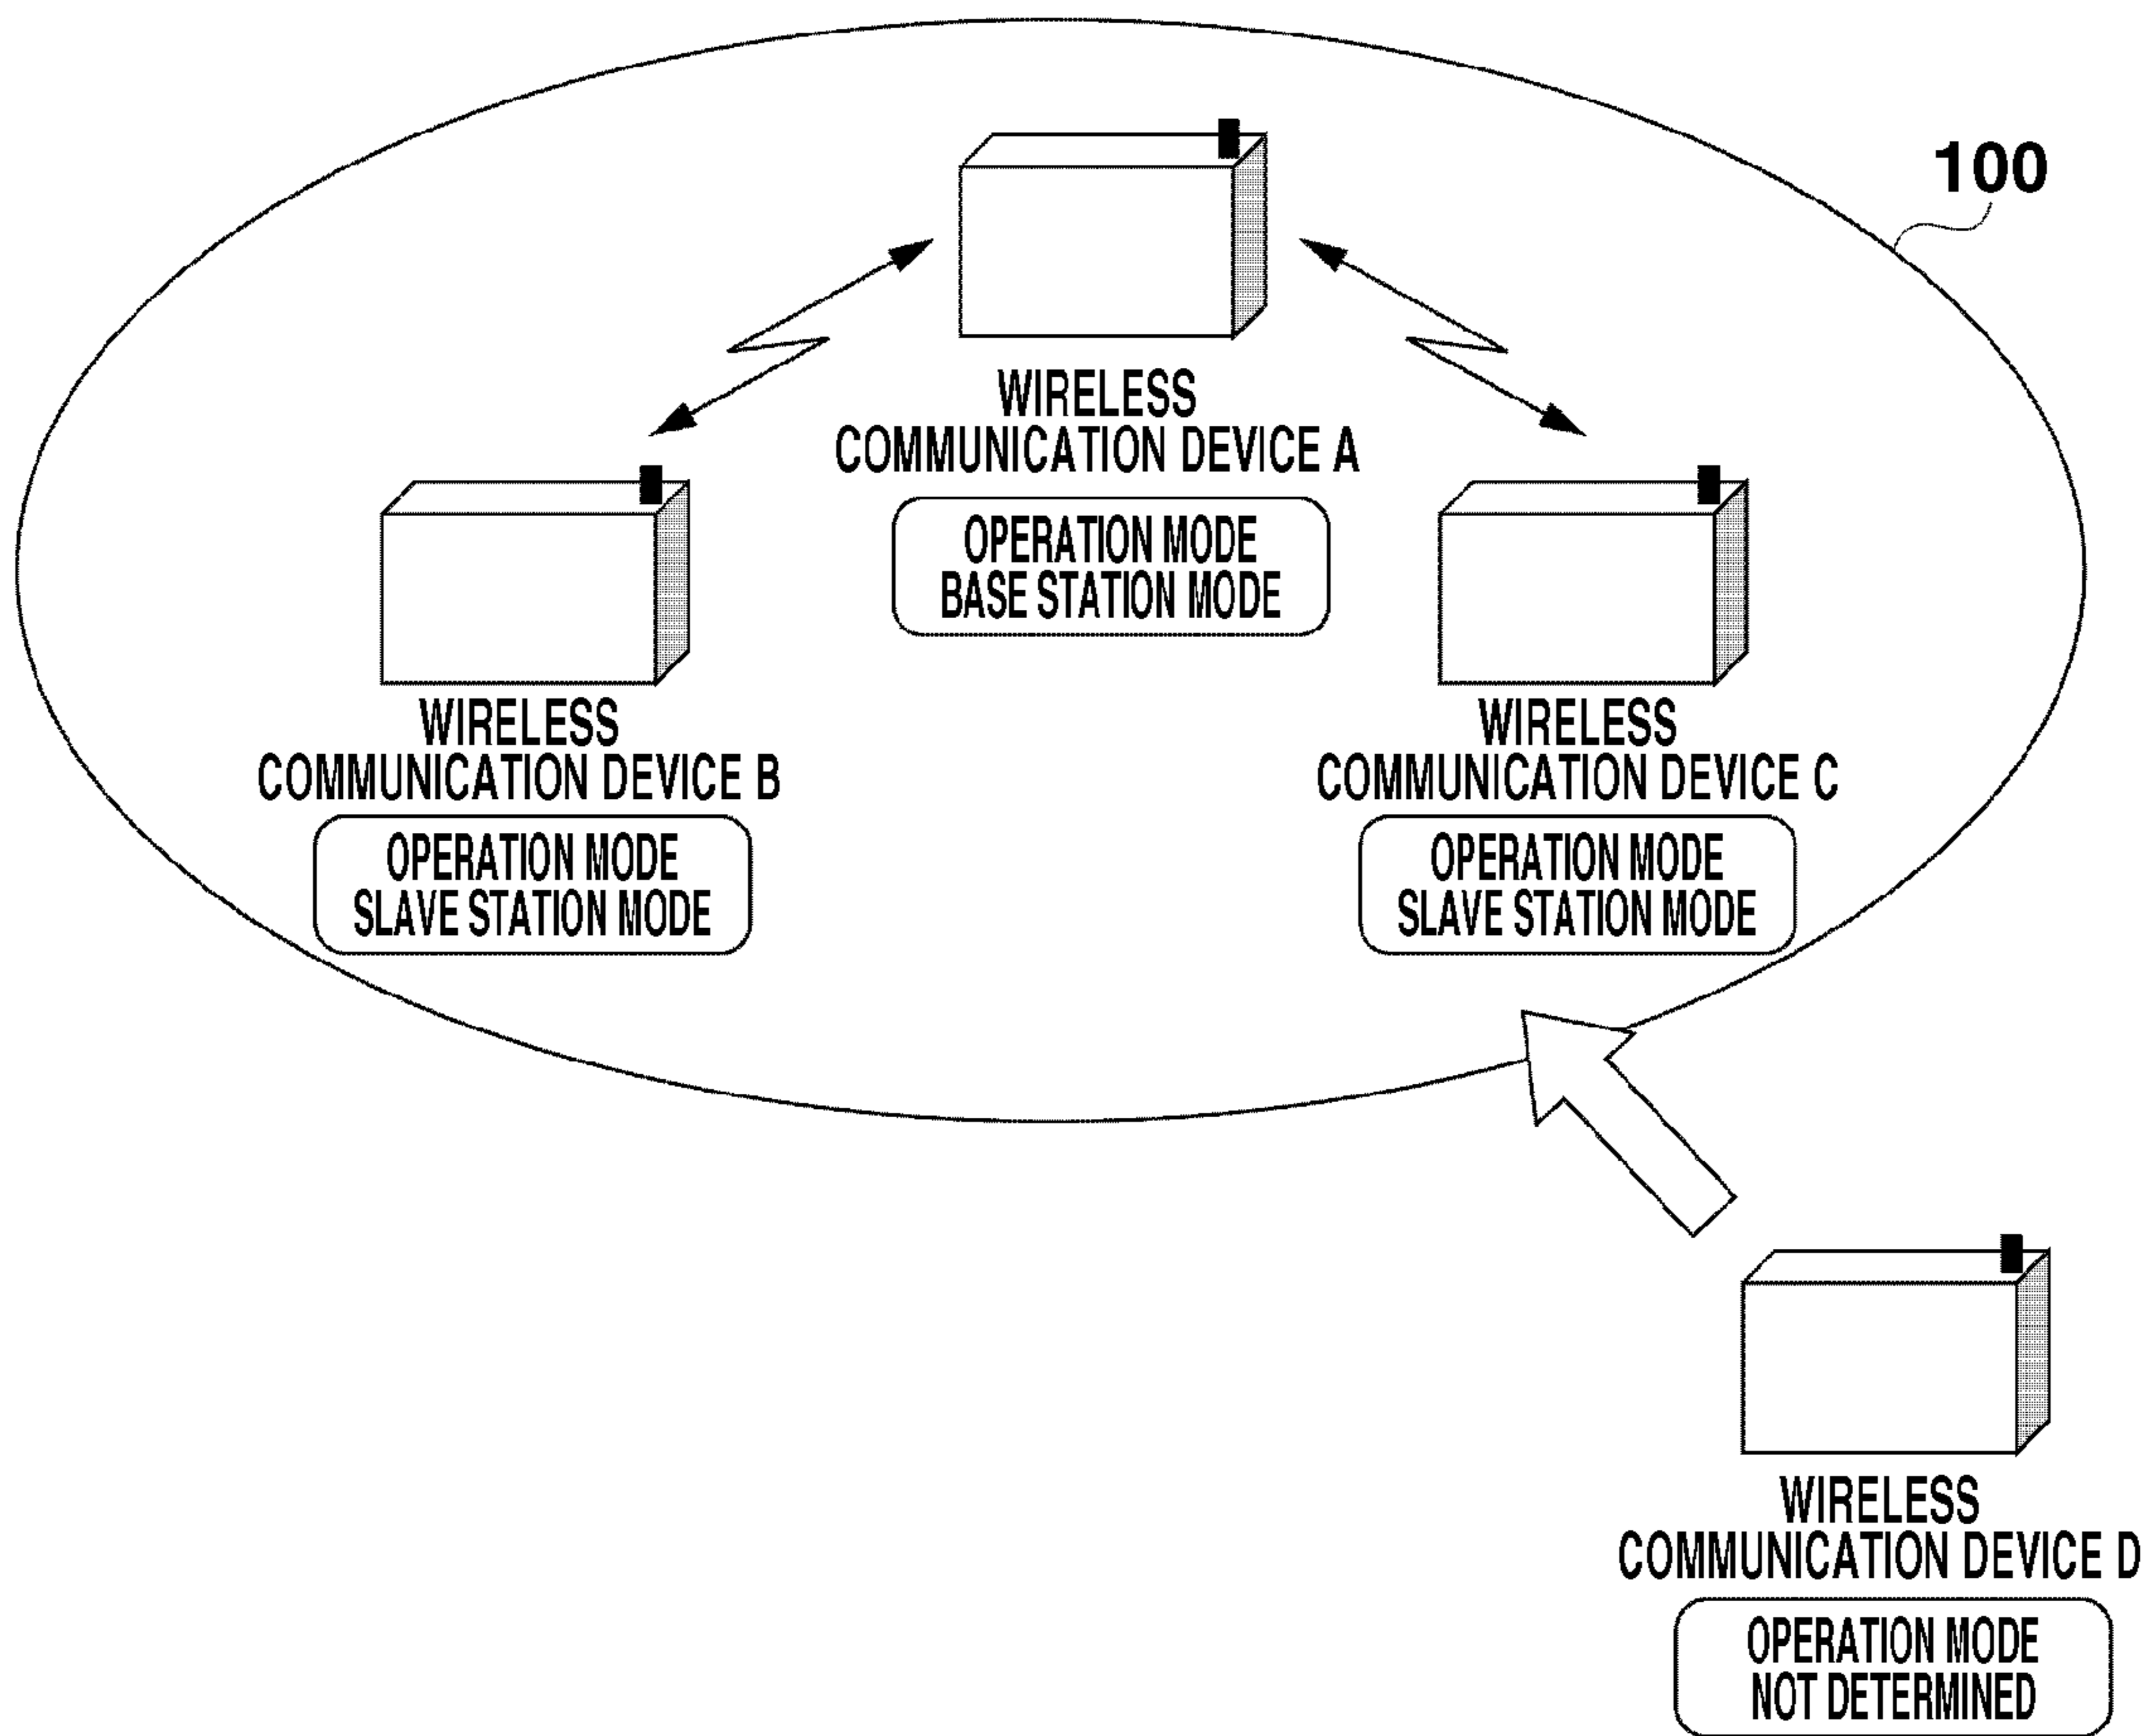 100
WIRELESS
COMMUNICATION DEVICE A
OPERATION MODE
BASE STATION MODE
WIRELESS
COMMUNICATION DEVICE B
OPERATION MODE
SLAVE STATION MODE
WIRELESS
COMMUNICATION DEVICE C
OPERATION MODE
SLAVE STATION MODE
WIRELESS
COMMUNICATION DEVICE D
OPERATION MODE
NOT DETERMINED